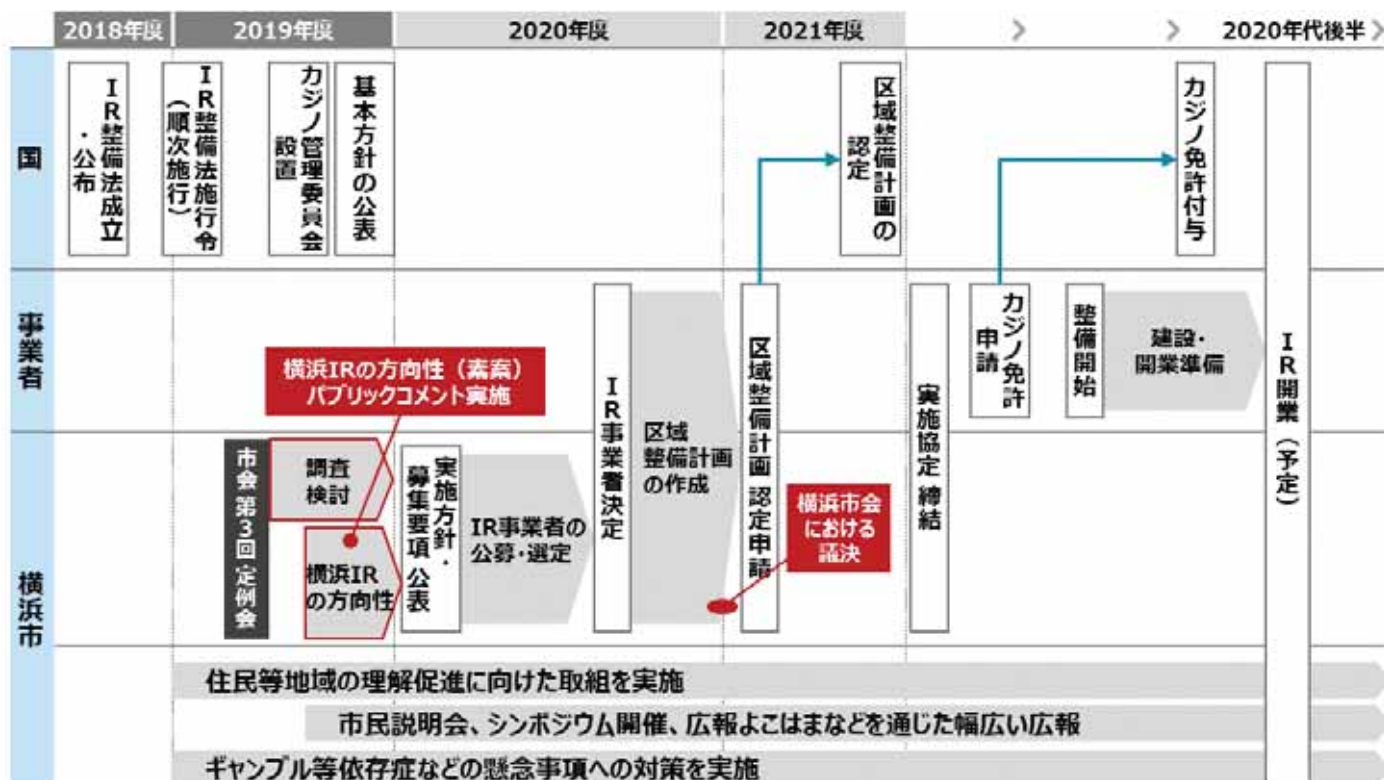 2018年度
2019年度
2020年度
2021年度
2020年代後半
国
IR整備法成立
・公布
IR整備法施行令
(順次施行)
カジノ管理委員会
設置
基本方針の公表
区域整備計画の
認定
カジノ免許付与
事業者
横浜IRの方向性（素案）
パブリックコメント実施
IR事業者決定
区域
整備計画
の作成
区域整備計画 認定申請
実施協定 締結
カジノ免許
申請
整備開始
建設・
開業準備
IR開業（予定）
横浜市
市会 第3回 定例会
調査
検討
横浜IR
の方向性
実施方針・
募集要項 公表
IR事業者の
公募・選定
横浜市会
における
議決
住民等地域の理解促進に向けた取組を実施
市民説明会、シンポジウム開催、広報よこはまなどを通じた幅広い広報
ギャンブル等依存症などの懸念事項への対策を実施